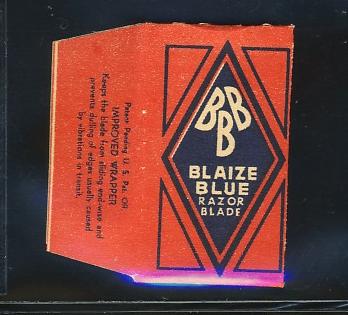 Patent Pending U. S. Pat. Off.
IMPROVED WRAPPER
Keeps the blade from sliding end-wise and
prevents dulling of edges usually caused
by vibrations in transit.
BBB
BLAIZE
BLUE
RAZOR
BLADE